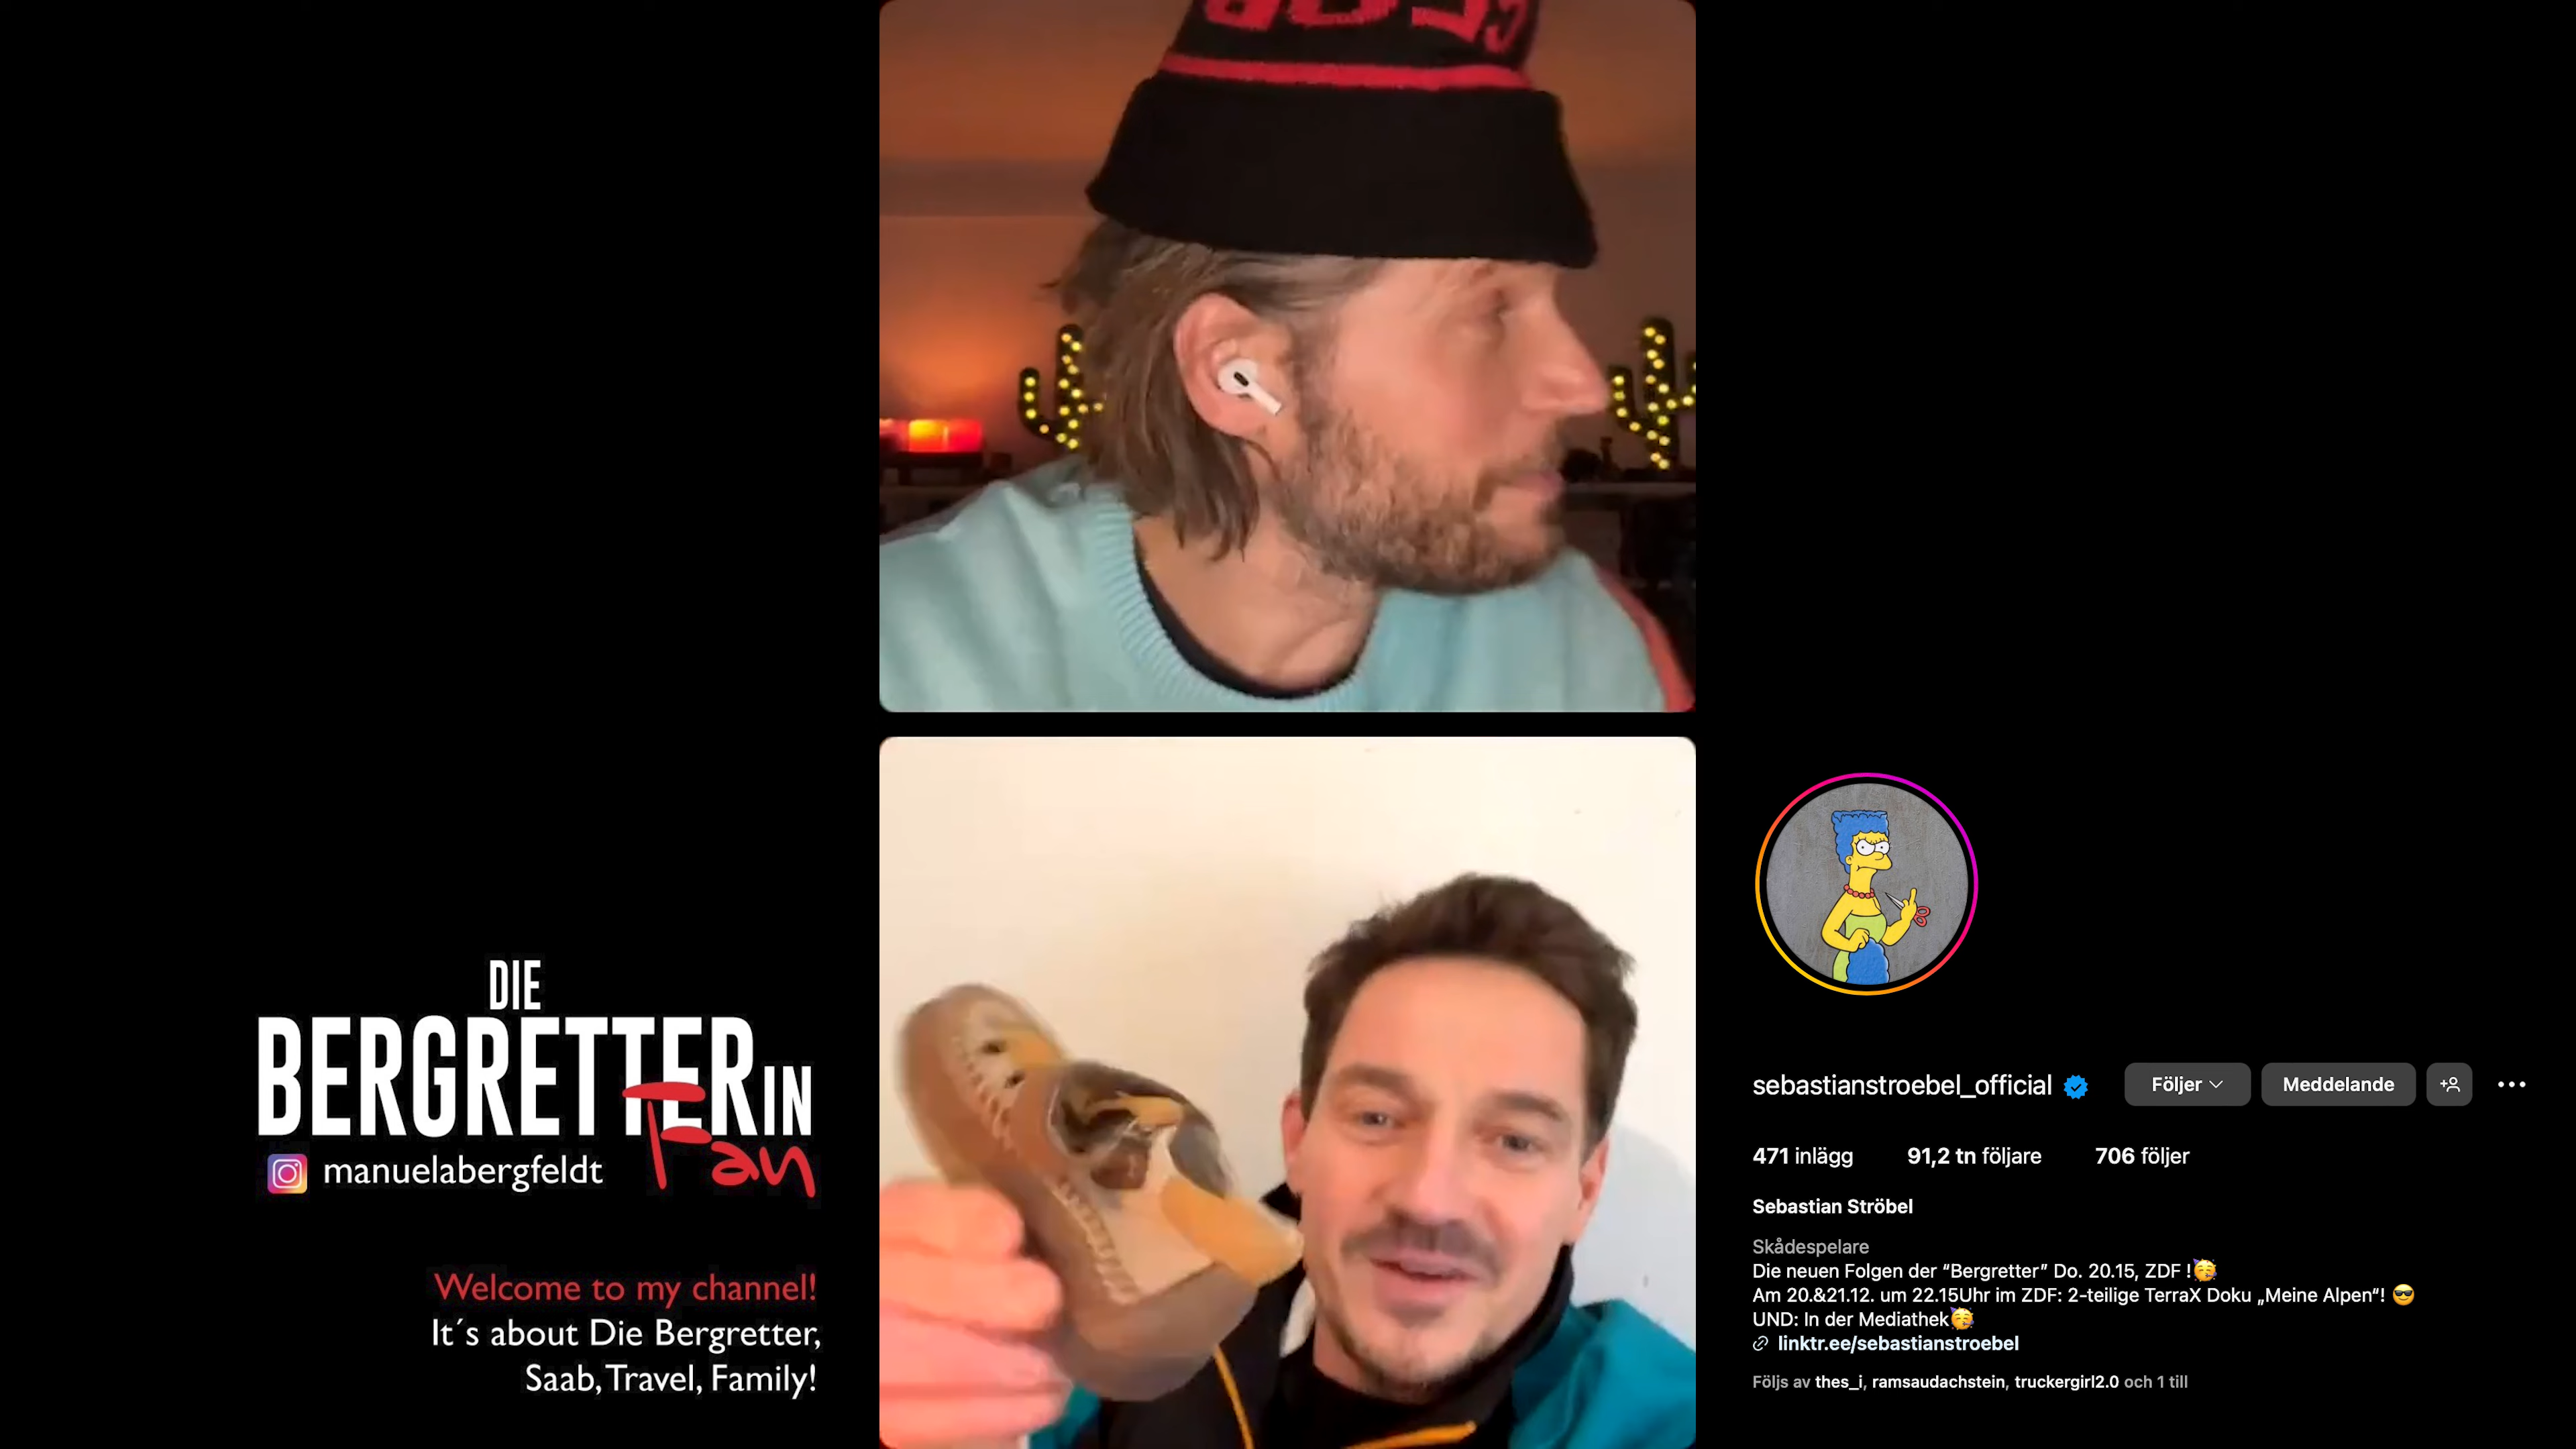 DIE
BERGRETTERIN
Fan
manuelabergfeldt
Welcome to my channel!
It´s about Die Bergretter,
Saab, Travel, Family!
sebastianstroebel_official
Följer
Meddelande
471 inlägg
91,2 tn följare
706 följer
Sebastian Ströbel
Skådespelare
Die neuen Folgen der “Bergretter” Do. 20.15, ZDF !🥳
Am 20.&21.12. um 22.15Uhr im ZDF: 2-teilige TerraX Doku „Meine Alpen“! 😎
UND: In der Mediathek🥳
linktr.ee/sebastianstroebel
Följs av thes_i, ramsaudachstein, truckergirl2.0 och 1 till